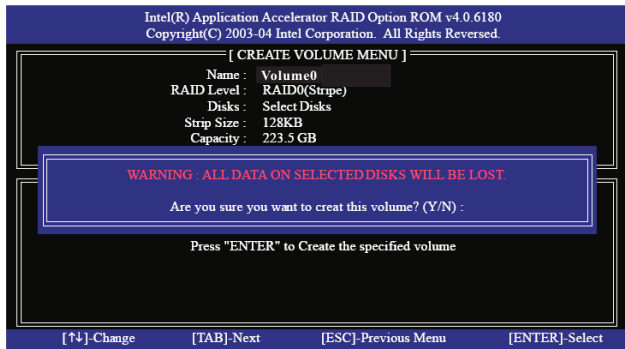 Intel(R) Application Accelerator RAID Option ROM v4.0.6180
Copyright(C) 2003-04 Intel Corporation. All Rights Reversed.
[ CREATE VOLUME MENU ]
Name : Volume0
RAID Level : RAID0(Stripe)
Disks : Select Disks
Strip Size : 128KB
Capacity : 223.5 GB
WARNING : ALL DATA ON SELECTED DISKS WILL BE LOST.
Are you sure you want to creat this volume? (Y/N) :
Press "ENTER" to Create the specified volume
[↑↓]-Change [TAB]-Next [ESC]-Previous Menu [ENTER]-Select